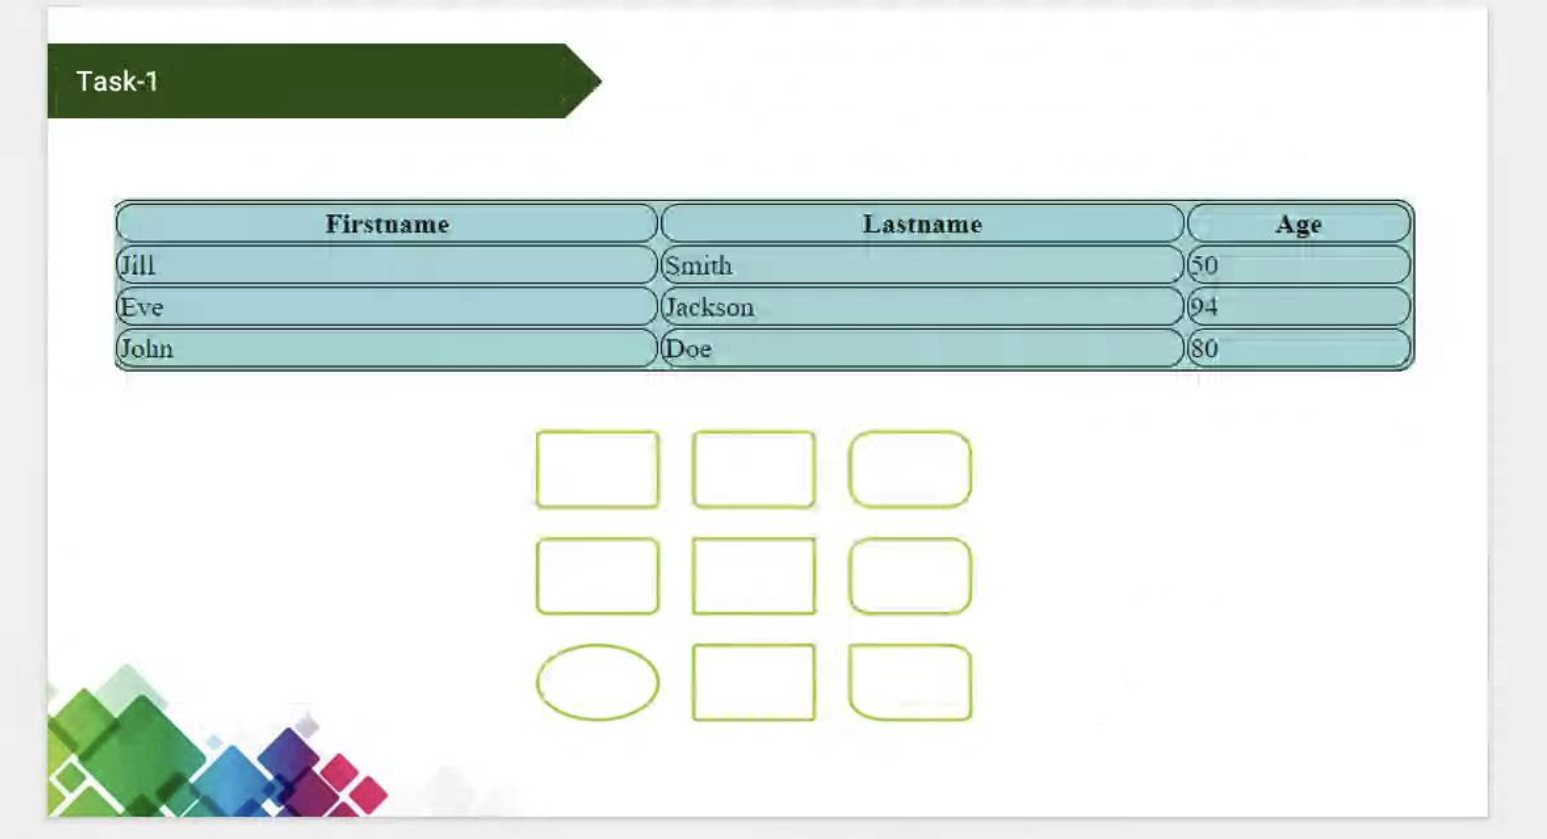 Task-1
Firstname Lastname Age
Jill Smith 50
Eve Jackson 94
John Doe 80